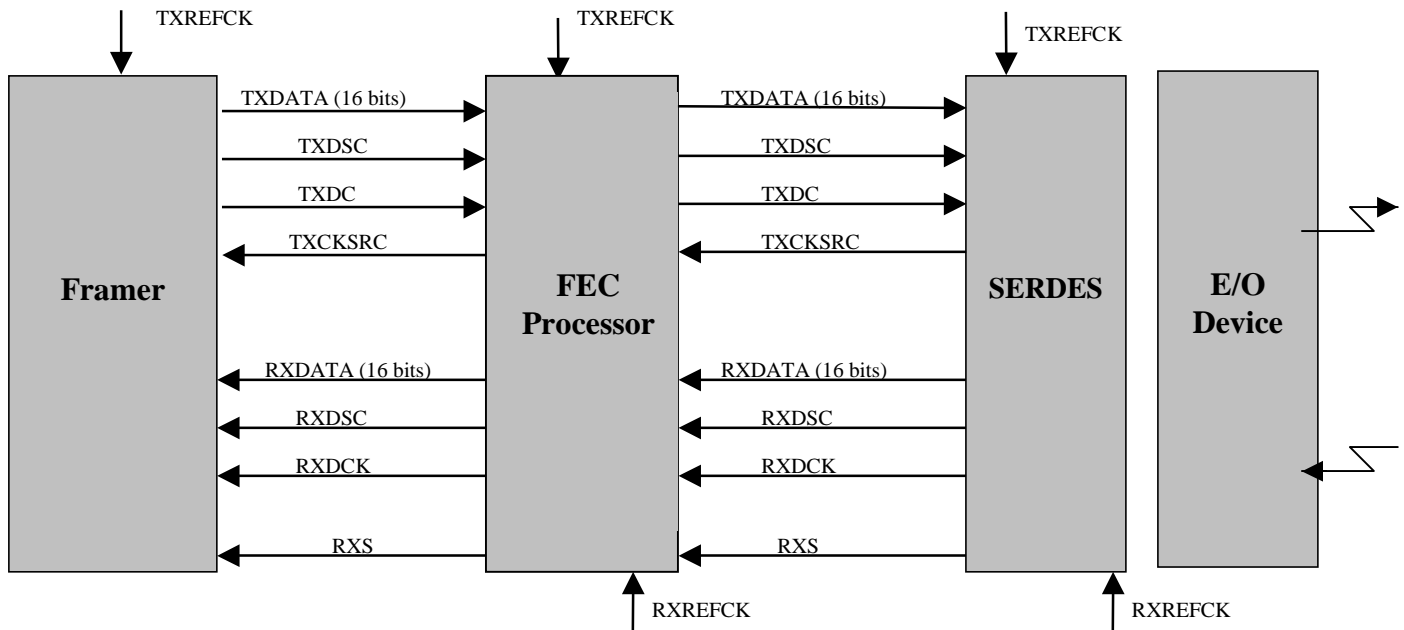 TXREFCK
TXREFCK
TXREFCK
TXDATA (16 bits)
TXDATA (16 bits)
TXDSC
TXDSC
TXDC
TXDC
TXCKSRC
TXCKSRC
Framer
FEC
Processor
SERDES
E/O
Device
RXDATA (16 bits)
RXDATA (16 bits)
RXDSC
RXDSC
RXDCK
RXDCK
RXS
RXS
RXREFCK
RXREFCK